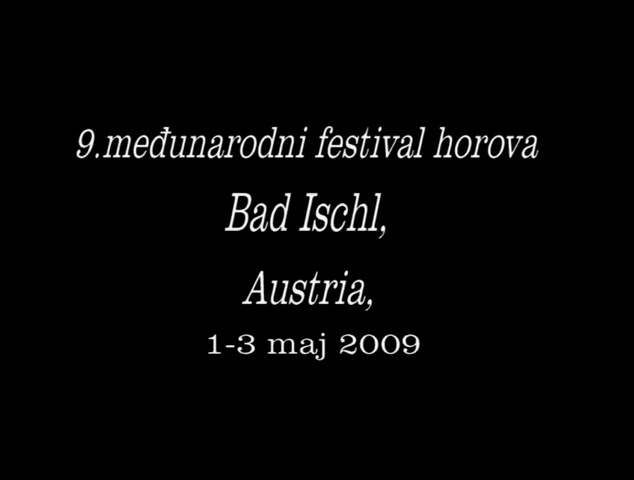 9.međunarodni festival horova
Bad Ischl,
Austria,
1-3 maj 2009